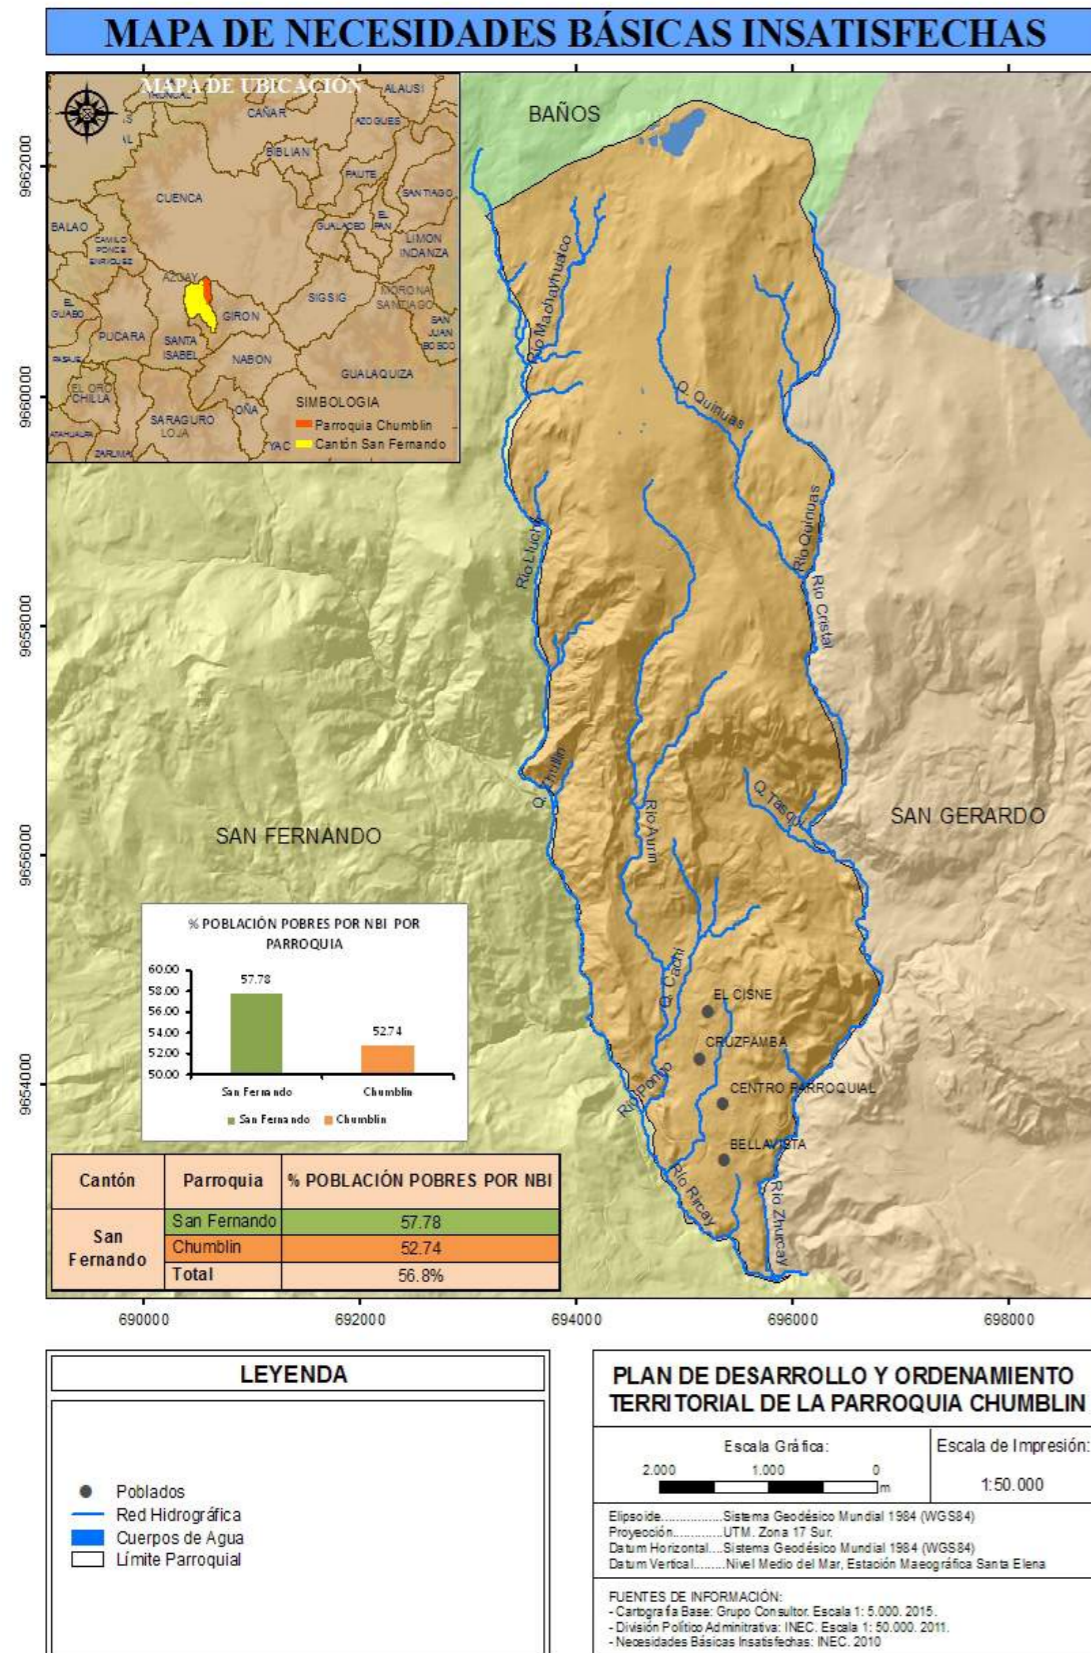 MAPA DE NECESIDADES BÁSICAS INSATISFECHAS
MAPA DE UBICACIÓN
ALAUSI
CAÑAR
AZOGUES
BIBLIAN
PAUTE
CUENCA
SANTIAGO
GUALACEO
EL PAN
BALAO
CAMILO PONCE ENRIQUEZ
LIMON INDANZA
AZUAY
SIGSIG
MORONA SANTIAGO
EL GUABO
GIRON
PUCARA
SANTA ISABEL
SAN JUAN BOSCO
PASAJE
NABON
GUALAQUIZA
EL ORO
CHILLA
OÑA
SARAGURO
LOJA
ATAHUALPA
ZARUMA
YAC
SIMBOLOGIA
Parroquia Chumblin
Cantón San Fernando
BAÑOS
SAN FERNANDO
SAN GERARDO
Río Machayhualco
Q. Quinuas
Río Quinuas
Río Cristal
Río Aurin
Q. Tasqui
Q. Cachi
EL CISNE
CRUZPAMBA
CENTRO PARROQUIAL
BELLAVISTA
Río Rircay
Río Zhurcay
9662000
9660000
9658000
9656000
9654000
% POBLACIÓN POBRES POR NBI POR
PARROQUIA
60.00
58.00
56.00
54.00
52.00
50.00
57.78
52.74
San Fernando
Chumblin
San Fernando
Chumblin
Cantón Parroquia % POBLACIÓN POBRES POR NBI
San Fernando San Fernando 57.78
Chumblin 52.74
Total 56.8%
690000 692000 694000 696000 698000
LEYENDA
Poblados
Red Hidrográfica
Cuerpos de Agua
Límite Parroquial
PLAN DE DESARROLLO Y ORDENAMIENTO
TERRITORIAL DE LA PARROQUIA CHUMBLIN
Escala Gráfica:
2.000 1.000 0
m
Escala de Impresión:
1:50.000
Elipsoide................Sistema Geodésico Mundial 1984 (WGS84)
Proyección............UTM. Zona 17 Sur.
Datum Horizontal....Sistema Geodésico Mundial 1984 (WGS84)
Datum Vertical.........Nivel Medio del Mar, Estación Maeográfica Santa Elena
FUENTES DE INFORMACIÓN:
- Cartografía Base: Grupo Consultor. Escala 1: 5.000. 2015.
- División Político Adminitrativa: INEC. Escala 1: 50.000. 2011.
- Necesidades Básicas Insatisfechas: INEC. 2010